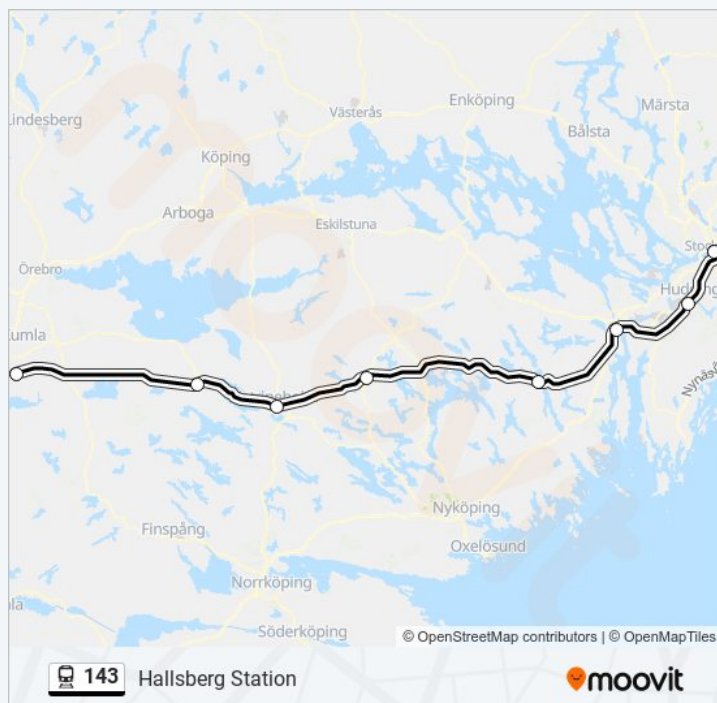 Märsta
Enköping
Västerås
Lindesberg
Bålsta
Köping
Arboga
Eskilstuna
Örebro
Kumla
Nyköping
Oxelösund
Finspång
Norrköping
Söderköping
© OpenStreetMap contributors | © OpenMapTiles
143 Hallsberg Station
moovit